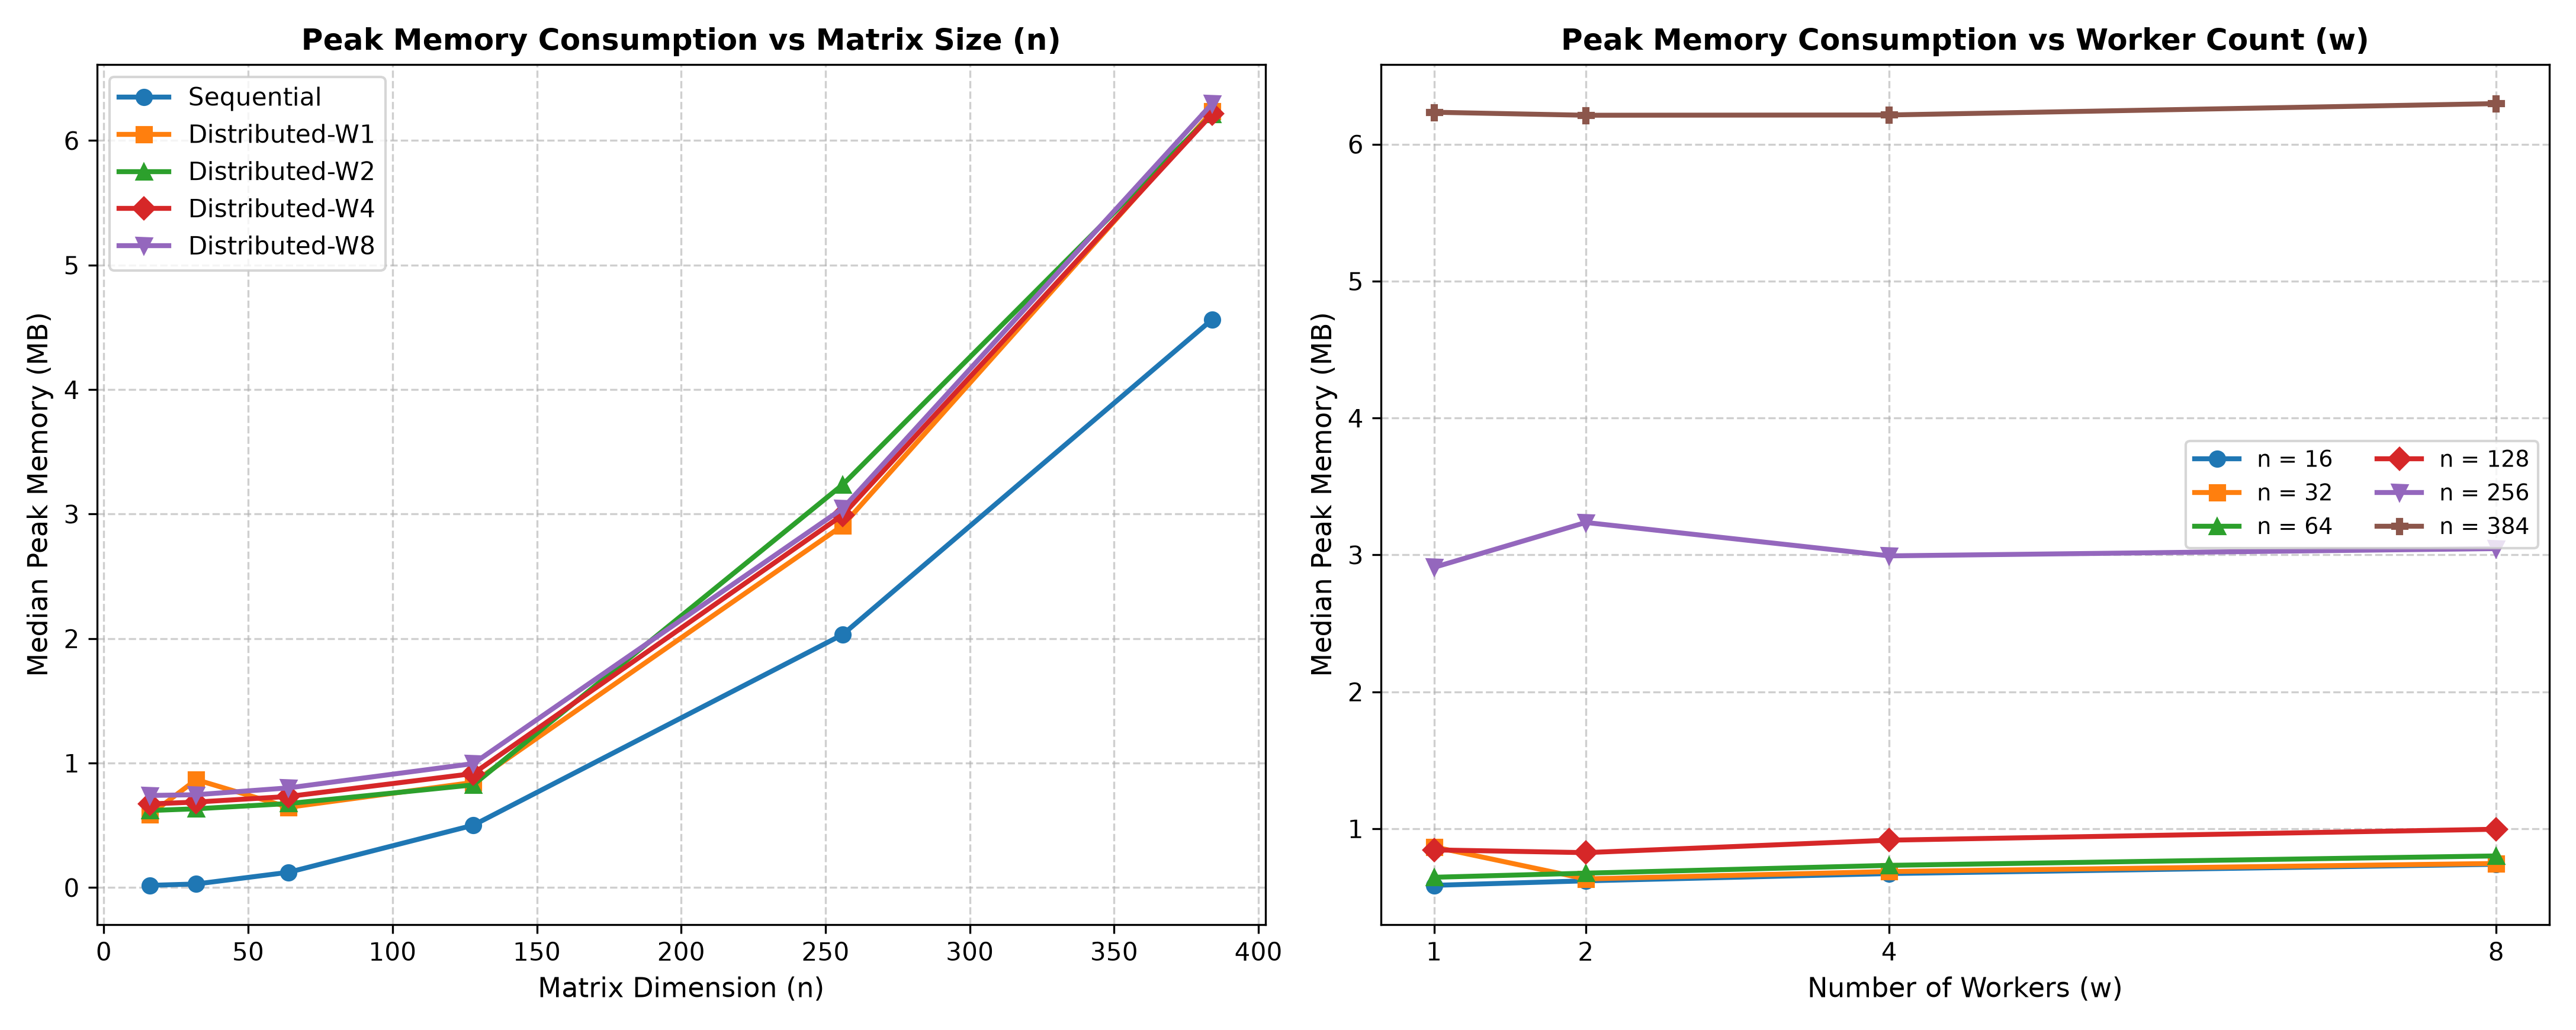 Peak Memory Consumption vs Matrix Size (n)
Median Peak Memory (MB)
6
5
4
3
2
1
0
Sequential
Distributed-W1
Distributed-W2
Distributed-W4
Distributed-W8
0 50 100 150 200 250 300 350 400
Matrix Dimension (n)
Peak Memory Consumption vs Worker Count (w)
Median Peak Memory (MB)
6
5
4
3
2
1
n = 16
n = 32
n = 64
n = 128
n = 256
n = 384
1 2 4 8
Number of Workers (w)